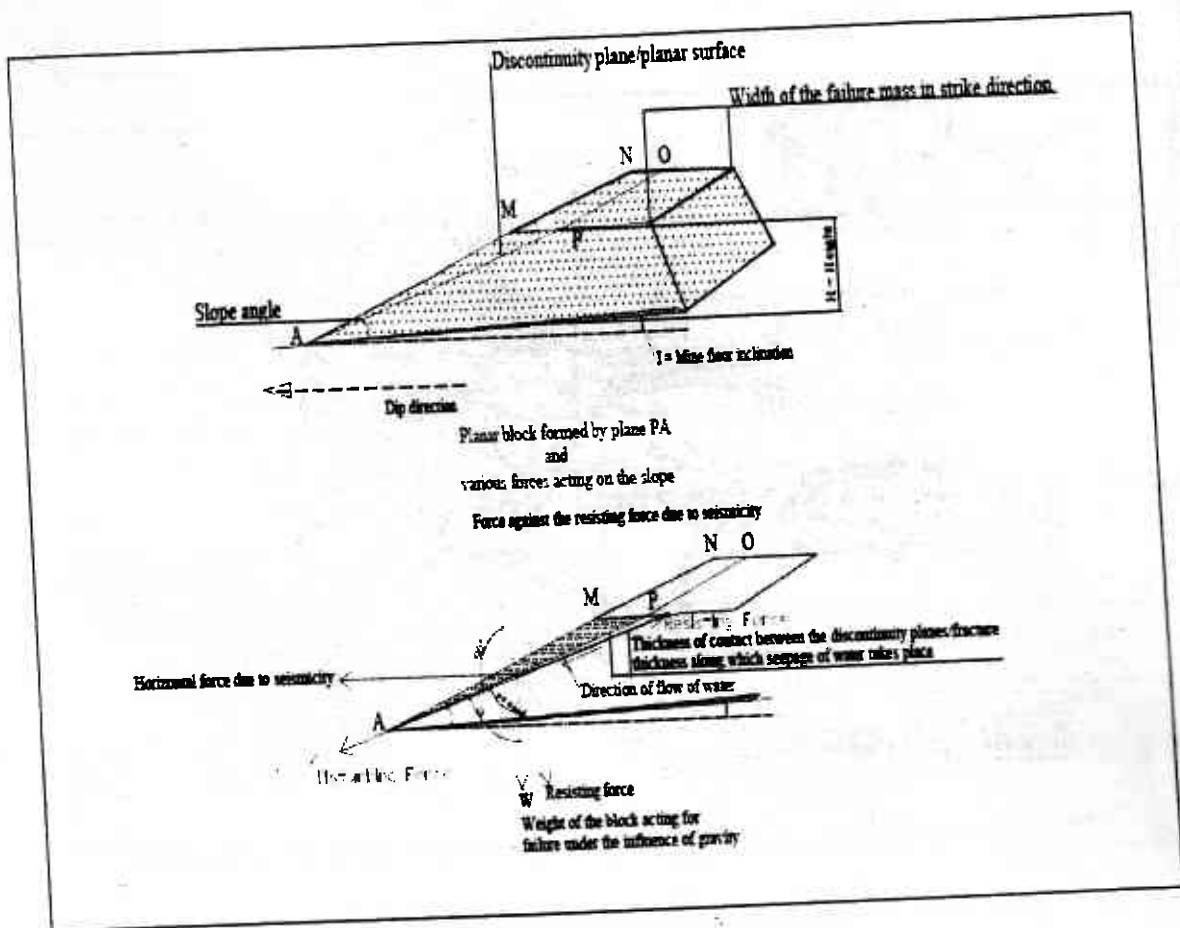 Discontinuity plane/planar surface
Width of the failure mass in strike direction
N O
M
P
H = Height
Slope angle
A
I = Mine floor inclination
Dip direction
Planar block formed by plane PA
and
various forces acting on the slope
Force against the resisting force due to seismicity
N O
M
P
Resisting Force
Thickness of contact between the discontinuity planes/fracture
thickness along which seepage of water takes place
Horizontal force due to seismicity
Direction of flow of water
A
Force
W Resisting force
Weight of the block acting for
failure under the influence of gravity